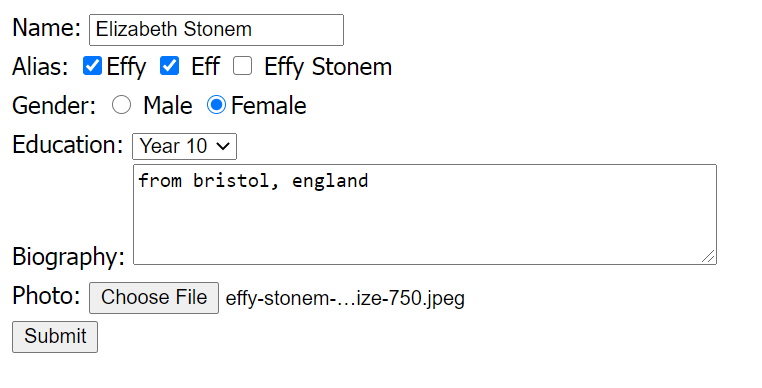 Name: Elizabeth Stonem
Alias: Effy Eff Effy Stonem
Gender: Male Female
Education: Year 10
from bristol, england
Biography:
Photo: Choose File effy-stonem-…ize-750.jpeg
Submit